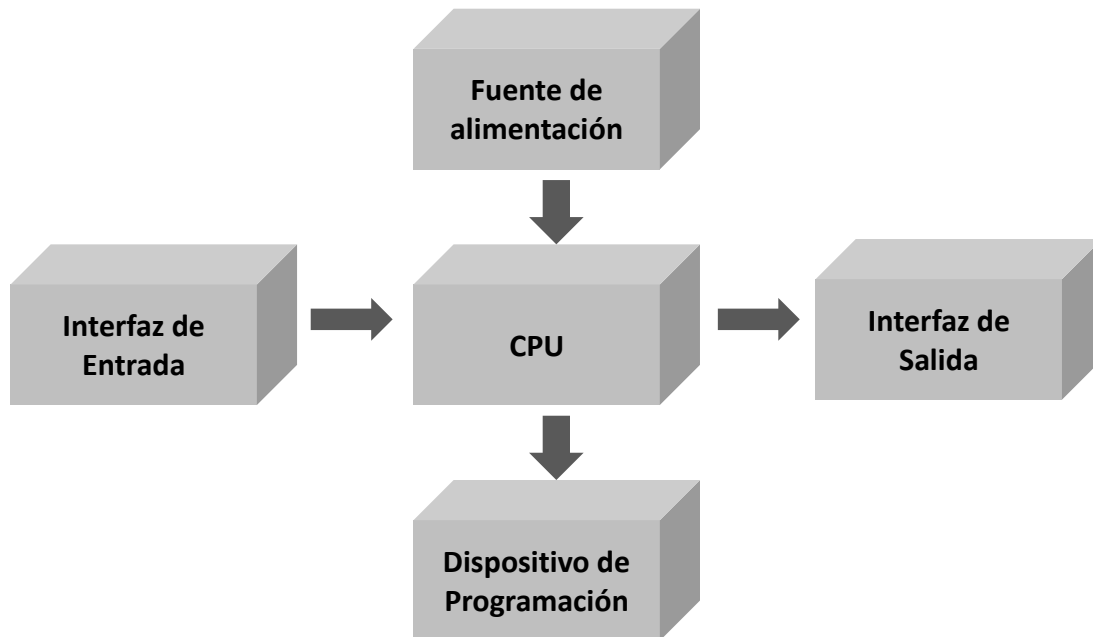 Fuente de
alimentación
Interfaz de
Entrada
CPU
Interfaz de
Salida
Dispositivo de
Programación